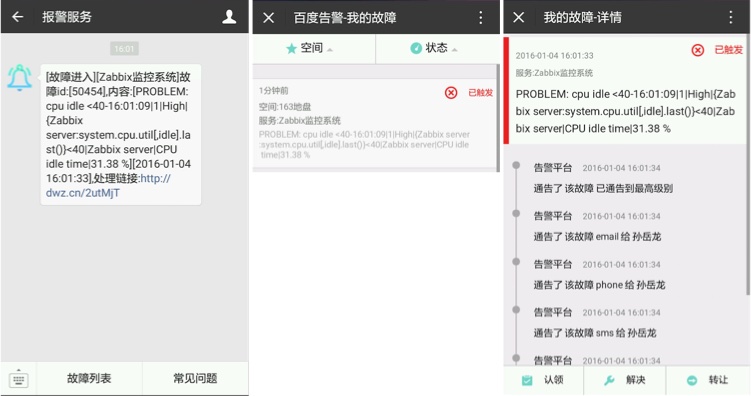 报警服务
16:01
[故障进入][Zabbix监控系统]故
障id:[50454],内容:[PROBLEM:
cpu idle <40-16:01:09|1|High|
{Zabbix
server:system.cpu.util[,idle].la
st()}<40|Zabbix server|CPU
idle time|31.38 %][2016-01-04
16:01:33],处理链接:http://
dwz.cn/2utMjT
故障列表
常见问题
百度告警-我的故障
空间
状态
1分钟前
已触发
空间:163地盘
服务:Zabbix监控系统
PROBLEM: cpu idle <40-16:01:09|1|High|{Zabbix server
:system.cpu.util[,idle].last()}<40|Zabbix server|CPU
idle time|31.38 %
我的故障-详情
2016-01-04 16:01:33
已触发
服务:Zabbix监控系统
PROBLEM: cpu idle <40-16:01:09|1|High|{Zab
bix server:system.cpu.util[,idle].last()}<40|Zab
bix server|CPU idle time|31.38 %
告警平台 2016-01-04 16:01:34
通告了 该故障 已通告到最高级别
告警平台 2016-01-04 16:01:34
通告了 该故障 email 给 孙岳龙
告警平台 2016-01-04 16:01:34
通告了 该故障 phone 给 孙岳龙
告警平台 2016-01-04 16:01:34
通告了 该故障 sms 给 孙岳龙
告警平台 2016-01-04 16:01:34
认领
解决
转让